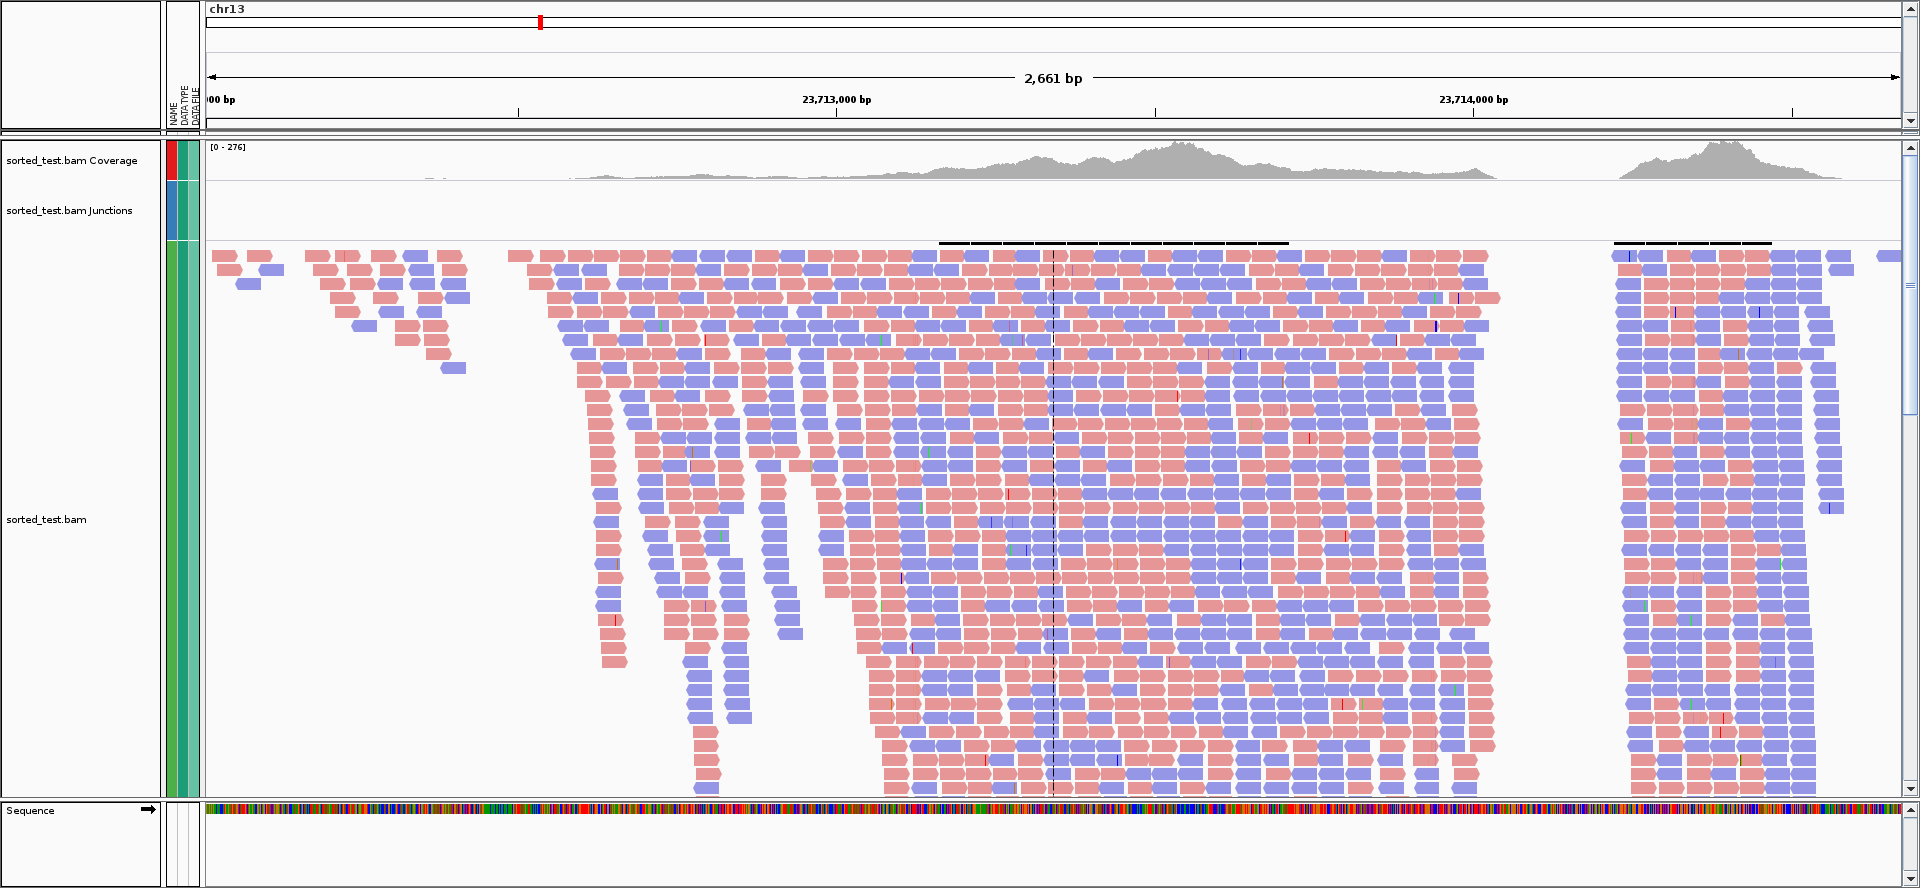 chr13
2,661 bp
00 bp
23,713,000 bp
23,714,000 bp
NAME
DATA TYPE
DATA FILE
sorted_test.bam Coverage
[0 - 276]
sorted_test.bam Junctions
sorted_test.bam
Sequence